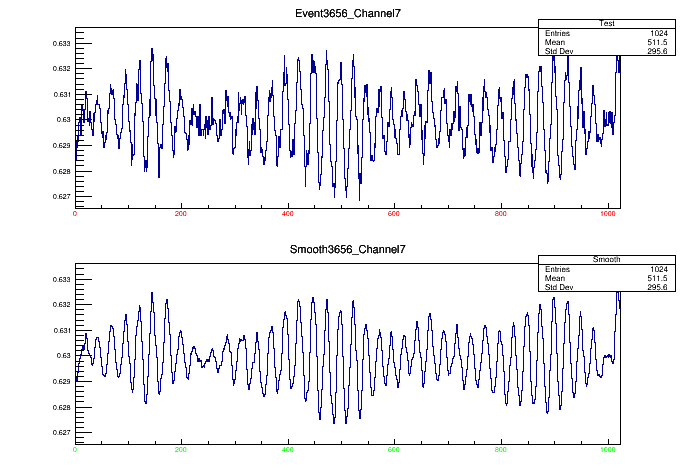 Event3656_Channel7
Test
Entries 1024
Mean 511.5
Std Dev 295.6
0.633
0.632
0.631
0.63
0.629
0.628
0.627
0 200 400 600 800 1000
Smooth3656_Channel7
Smooth
Entries 1024
Mean 511.5
Std Dev 295.6
0.633
0.632
0.631
0.63
0.629
0.628
0.627
0 200 400 600 800 1000